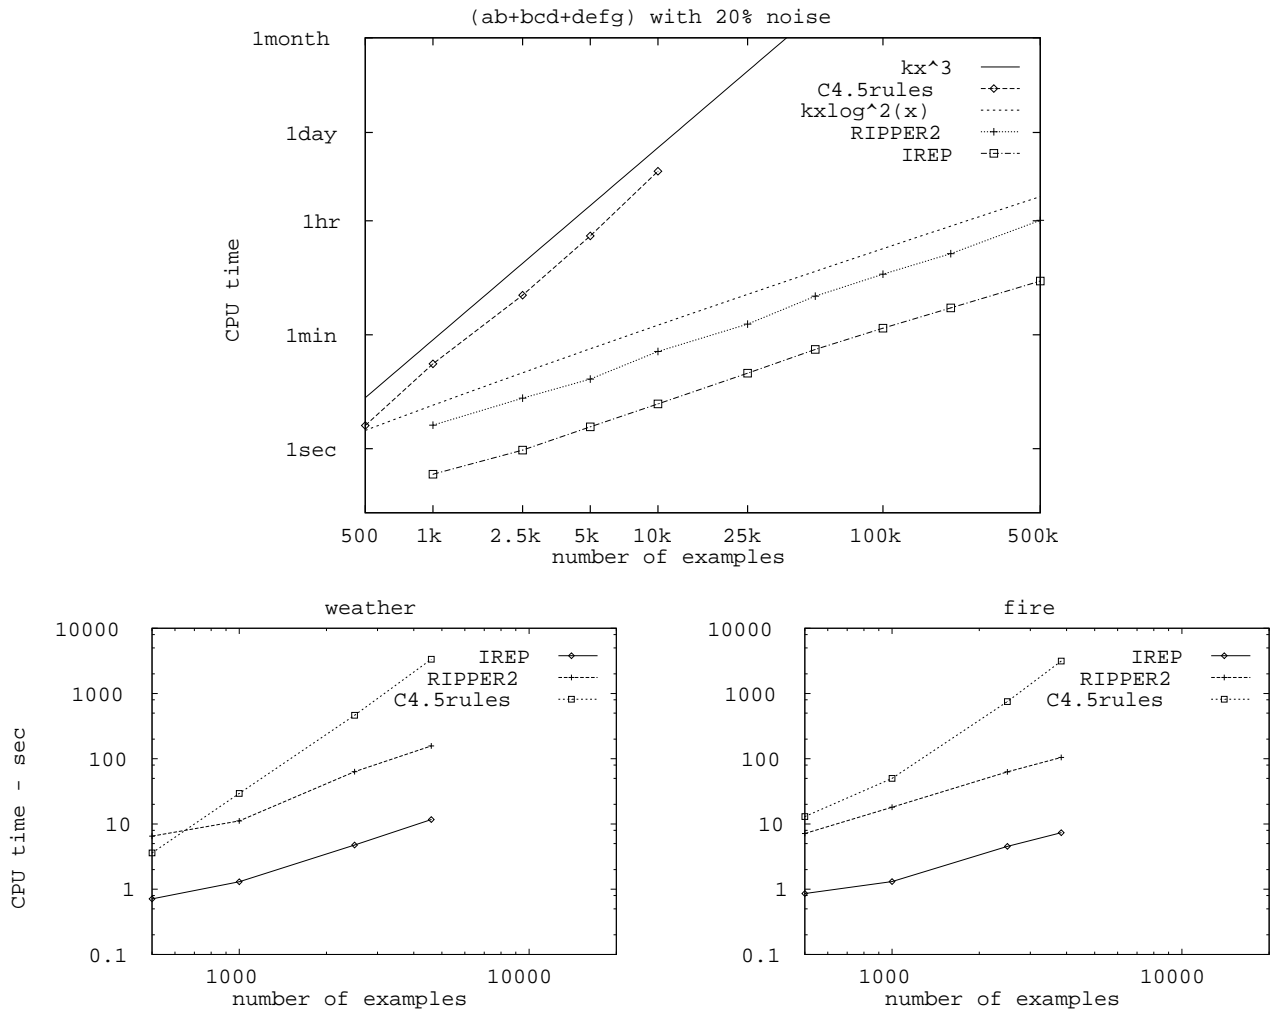 (ab+bcd+defg) with 20% noise
1month
1day
1hr
1min
1sec
CPU time
kx^3
C4.5rules
kxlog^2(x)
RIPPER2
IREP
500 1k 2.5k 5k 10k 25k 100k 500k
number of examples
weather
10000
1000
100
10
1
0.1
CPU time - sec
IREP
RIPPER2
C4.5rules
1000 10000
number of examples
fire
10000
1000
100
10
1
0.1
IREP
RIPPER2
C4.5rules
1000 10000
number of examples